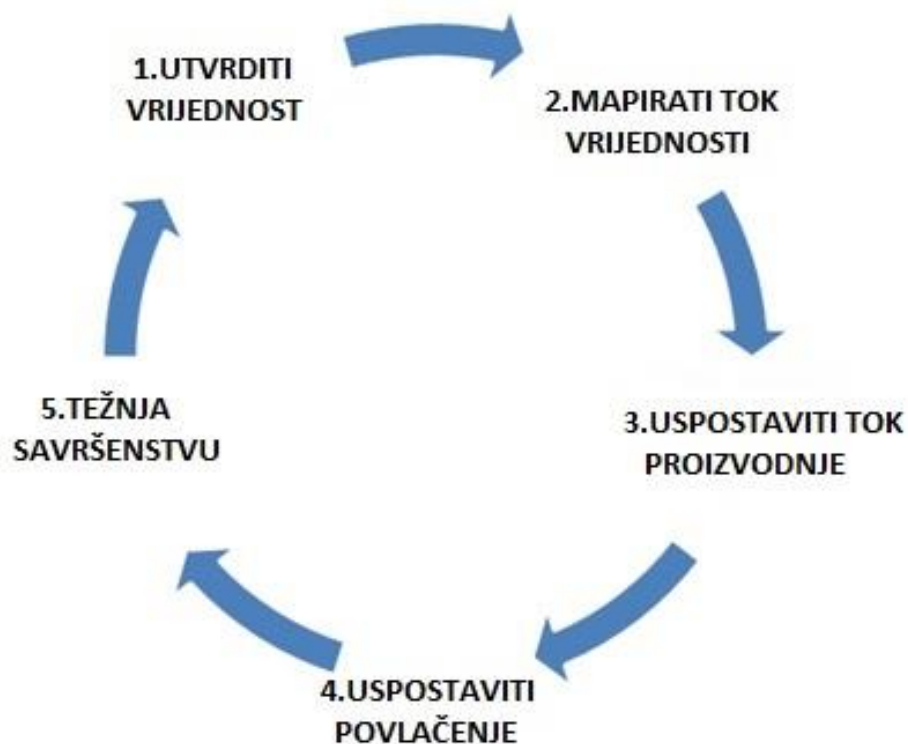 1.UTVRDITI
VRIJEDNOST
2.MAPIRATI TOK
VRIJEDNOSTI
3.USPOSTAVITI TOK
PROIZVODNJE
4.USPOSTAVITI
POVLAČENJE
5.TEŽNJA
SAVRŠENSTVU